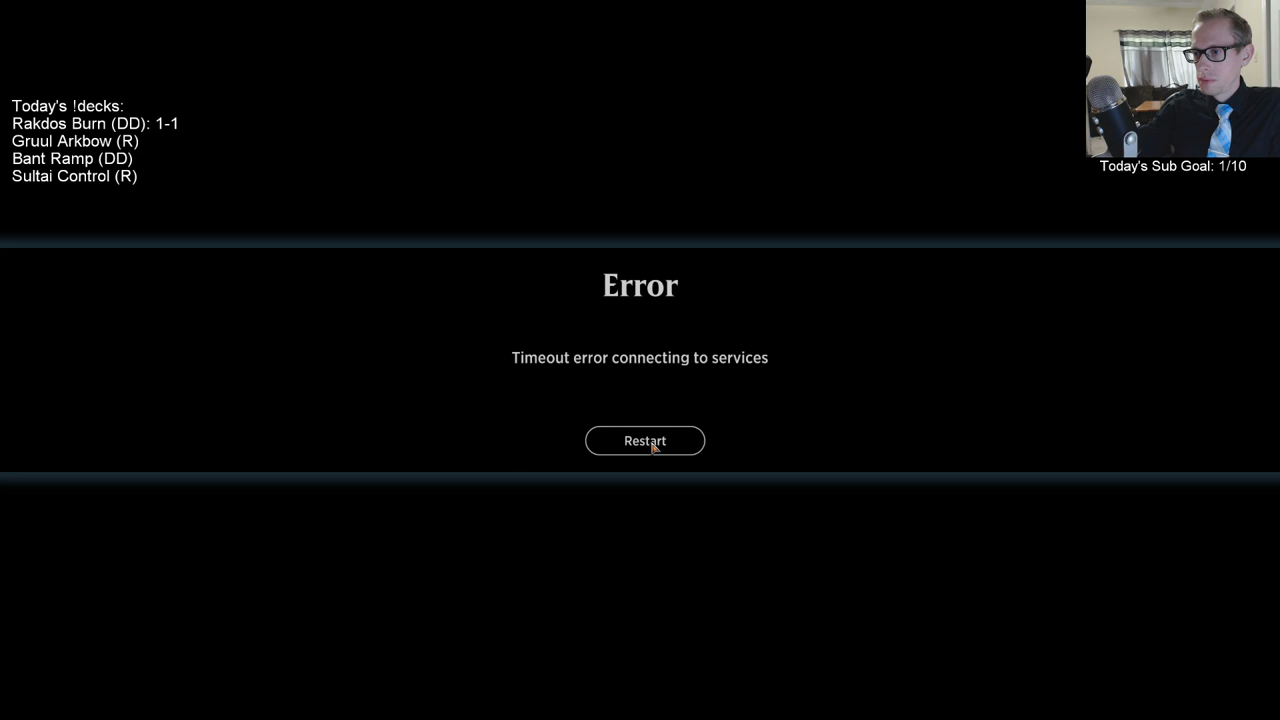 Today's !decks:
Rakdos Burn (DD): 1-1
Gruul Arkbow (R)
Bant Ramp (DD)
Sultai Control (R)
Today's Sub Goal: 1/10
Error
Timeout error connecting to services
Restart